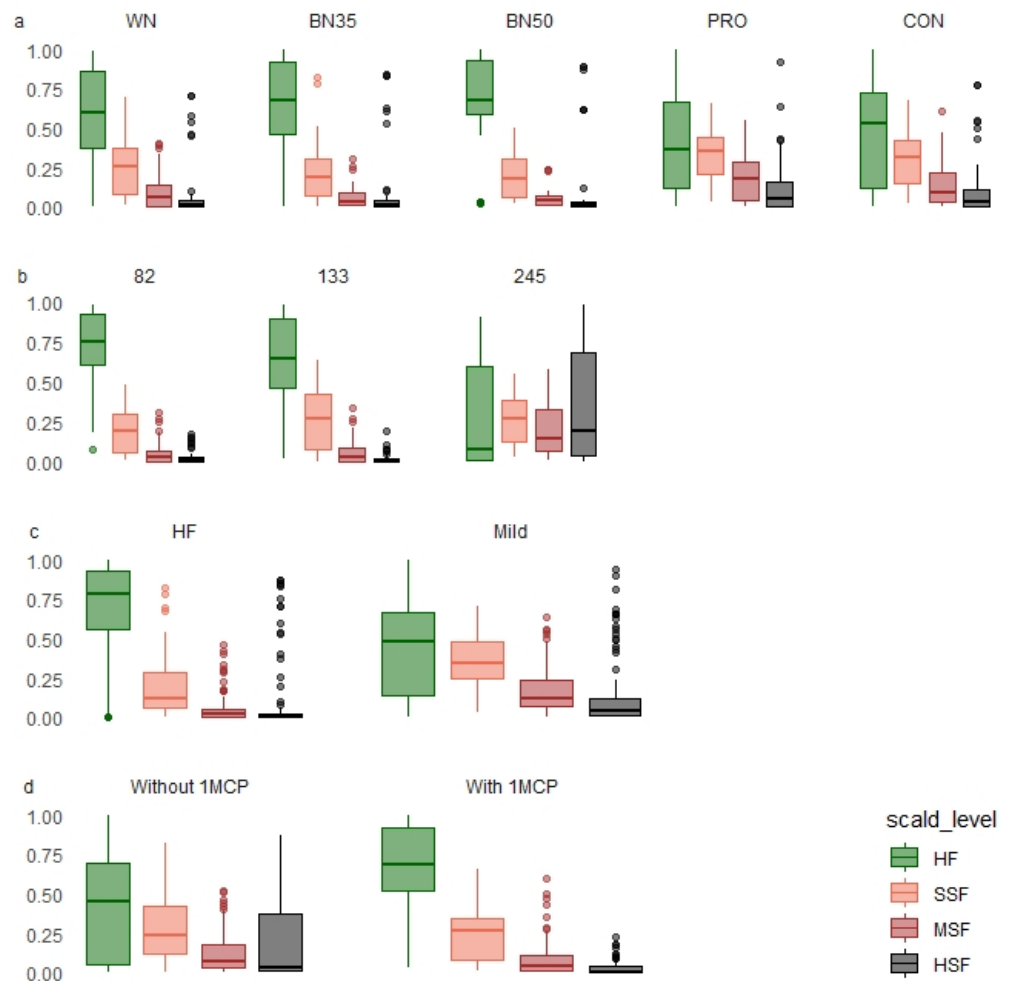 a WN BN35 BN50 PRO CON
1.00
0.75
0.50
0.25
0.00
b 82 133 245
1.00
0.75
0.50
0.25
0.00
c HF Mild
1.00
0.75
0.50
0.25
0.00
d Without 1MCP With 1MCP
1.00
0.75
0.50
0.25
0.00
scald_level
HF
SSF
MSF
HSF